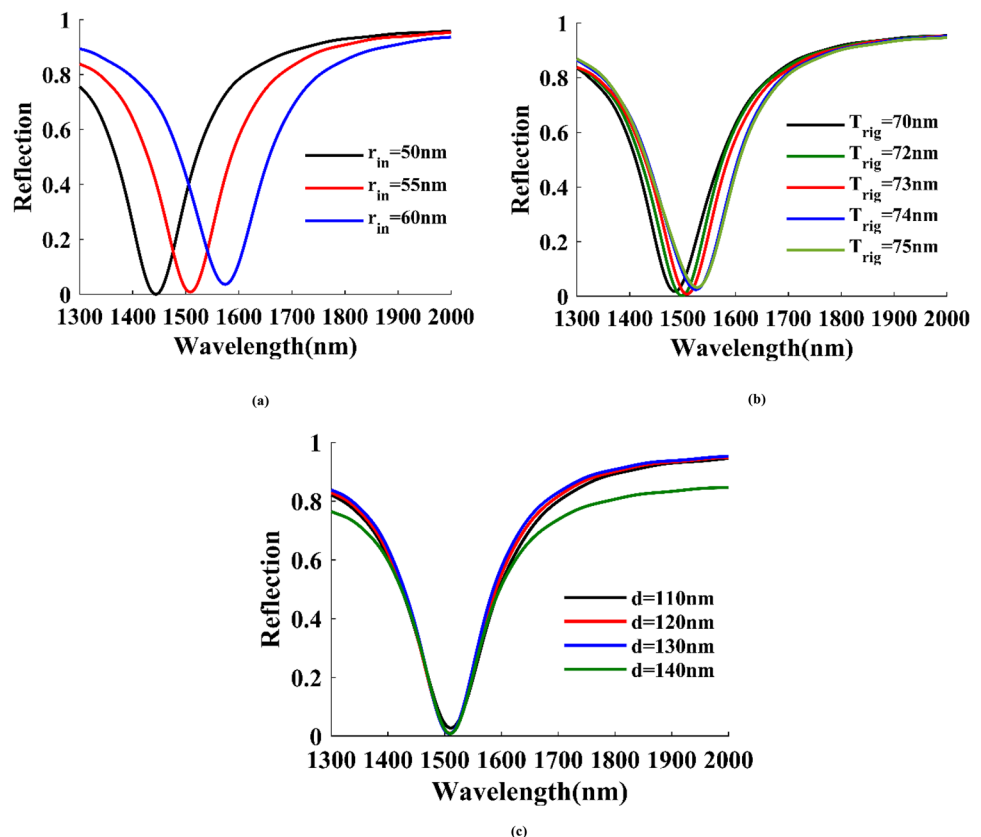 1
0.8
0.6
0.4
0.2
0
Reflection
r_in=50nm
r_in=55nm
r_in=60nm
1300 1400 1500 1600 1700 1800 1900 2000
Wavelength(nm)
(a)
1
0.8
0.6
0.4
0.2
0
Reflection
T_rig=70nm
T_rig=72nm
T_rig=73nm
T_rig=74nm
T_rig=75nm
1300 1400 1500 1600 1700 1800 1900 2000
Wavelength(nm)
(b)
1
0.8
0.6
0.4
0.2
0
Reflection
d=110nm
d=120nm
d=130nm
d=140nm
1300 1400 1500 1600 1700 1800 1900 2000
Wavelength(nm)
(c)